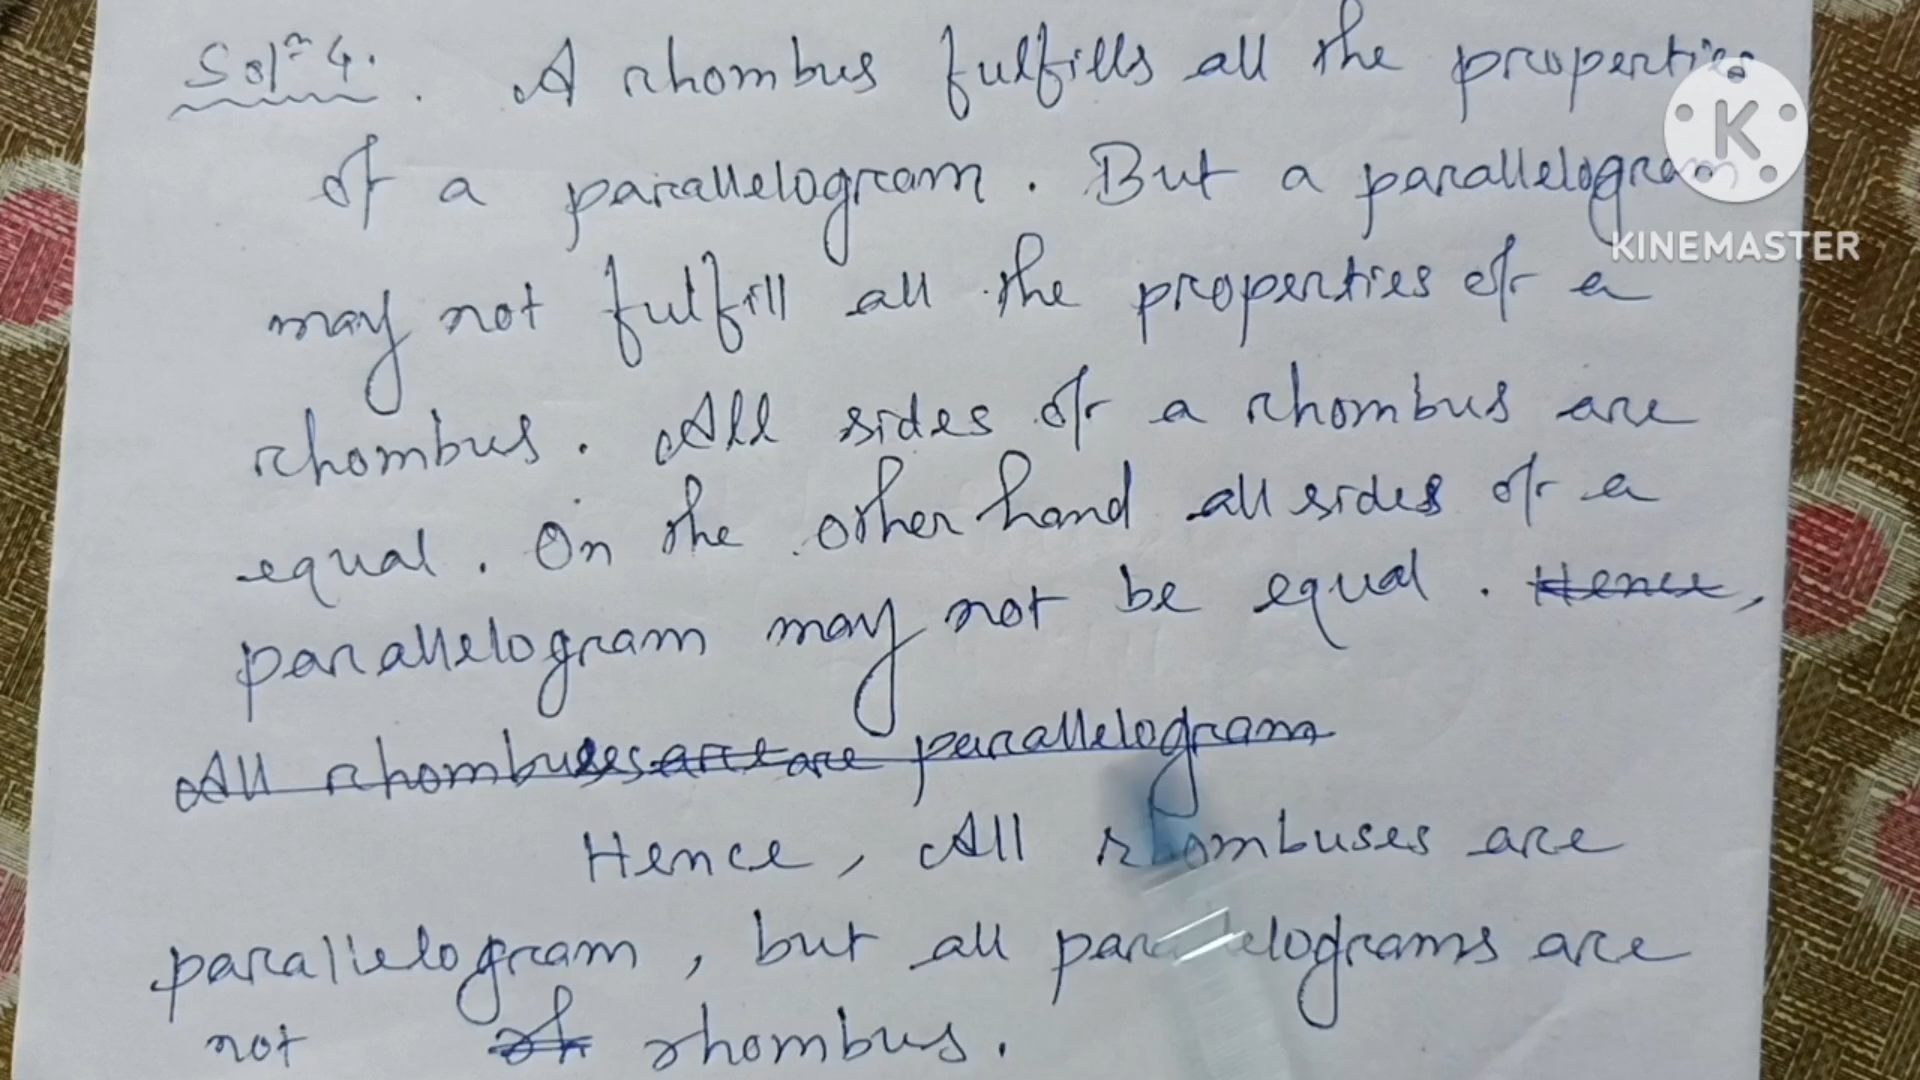 Solⁿ 4. A rhombus fulfills all the properties
of a parallelogram. But a parallelogram
KINEMASTER
may not fulfill all the properties of a
rhombus. All sides of a rhombus are
equal. On the other hand all sides of a
parallelogram may not be equal. Hence,
All rhombuses are are parallelogram
Hence, All rhombuses are
parallelogram, but all parallelograms are
not rhombus.